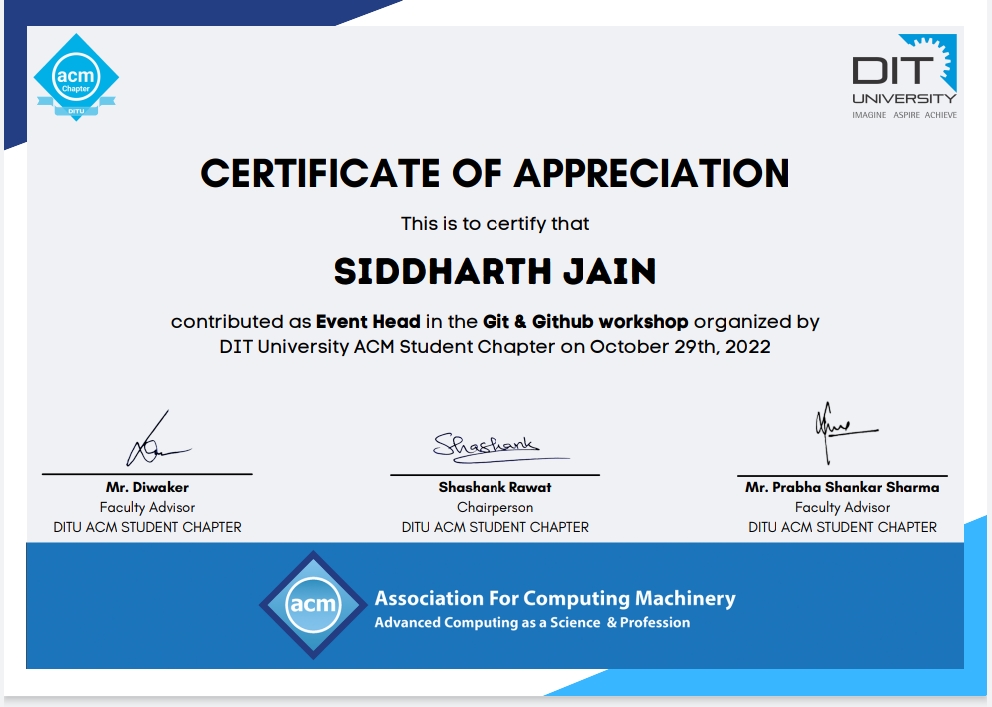 acm
Chapter
DITU
DIT
UNIVERSITY
IMAGINE ASPIRE ACHIEVE
CERTIFICATE OF APPRECIATION
This is to certify that
SIDDHARTH JAIN
contributed as Event Head in the Git & Github workshop organized by
DIT University ACM Student Chapter on October 29th, 2022
Shashank
Mr. Diwaker
Faculty Advisor
DITU ACM STUDENT CHAPTER
Shashank Rawat
Chairperson
DITU ACM STUDENT CHAPTER
Mr. Prabha Shankar Sharma
Faculty Advisor
DITU ACM STUDENT CHAPTER
acm
Association For Computing Machinery
Advanced Computing as a Science & Profession